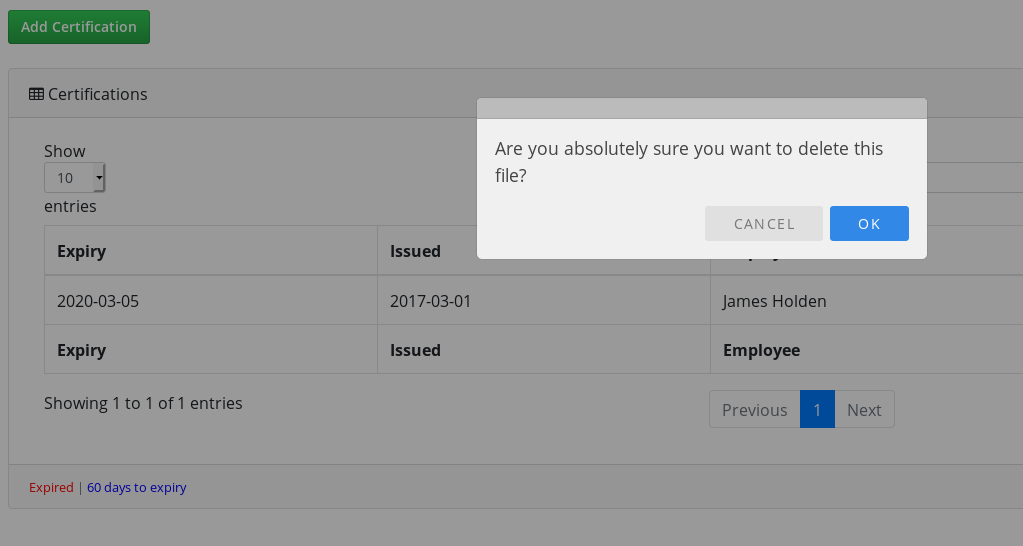 Add Certification
Certifications
Show
10
entries
Are you absolutely sure you want to delete this
file?
CANCEL
OK
Expiry
Issued
2020-03-05
2017-03-01
James Holden
Expiry
Issued
Employee
Showing 1 to 1 of 1 entries
Previous
1
Next
Expired | 60 days to expiry